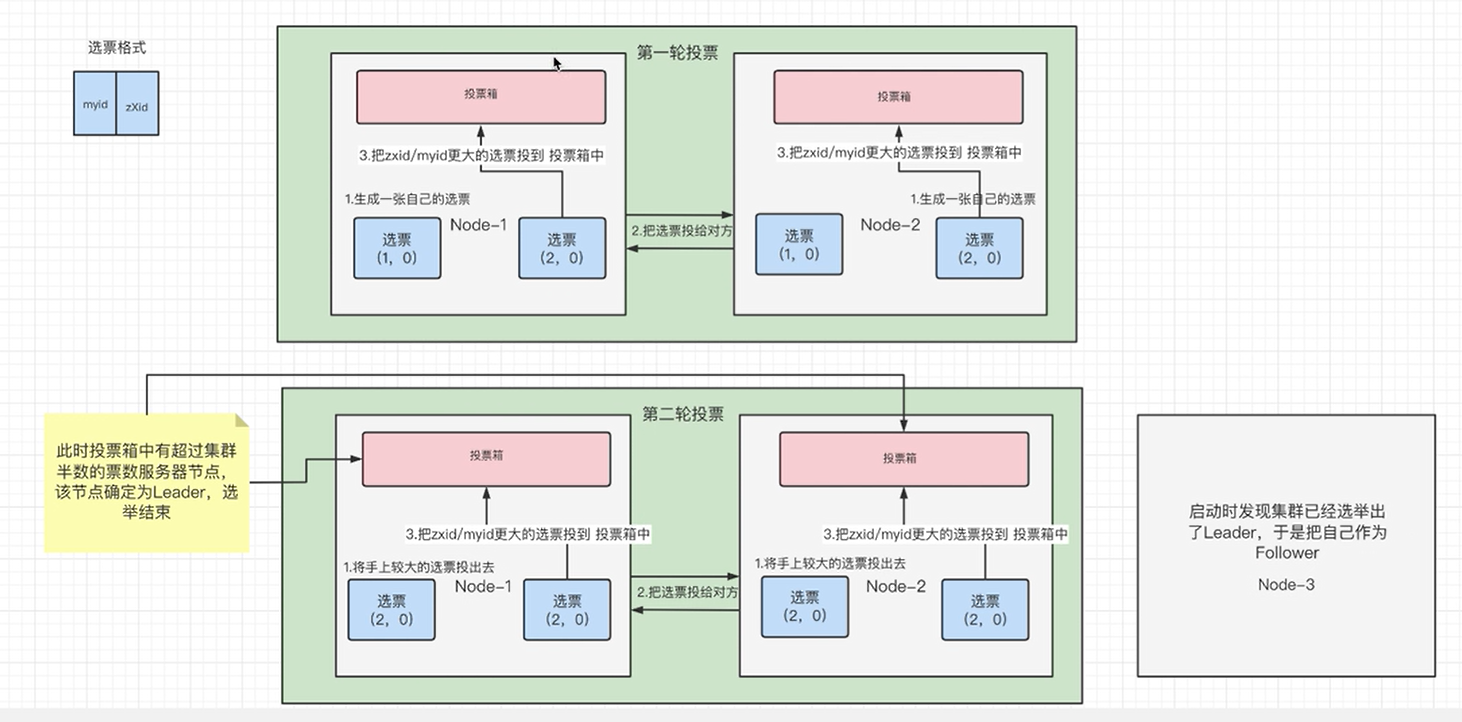 选票格式
myid
zXid
第一轮投票
投票箱
3.把zxid/myid更大的选票投到 投票箱中
1.生成一张自己的选票
Node-1
选票
(1, 0)
选票
(2, 0)
2.把选票投给对方
投票箱
3.把zxid/myid更大的选票投到 投票箱中
1.生成一张自己的选票
Node-2
选票
(1, 0)
选票
(2, 0)
此时投票箱中有超过集群
半数的票数服务器节点，
该节点确定为Leader，选
举结束
第二轮投票
投票箱
3.把zxid/myid更大的选票投到 投票箱中
1.将手上较大的选票投出去
Node-1
选票
(2, 0)
选票
(2, 0)
2.把选票投给对方
投票箱
3.把zxid/myid更大的选票投到 投票箱中
1.将手上较大的选票投出去
Node-2
选票
(2, 0)
选票
(2, 0)
启动时发现集群已经选举出
了Leader，于是把自己作为
Follower
Node-3